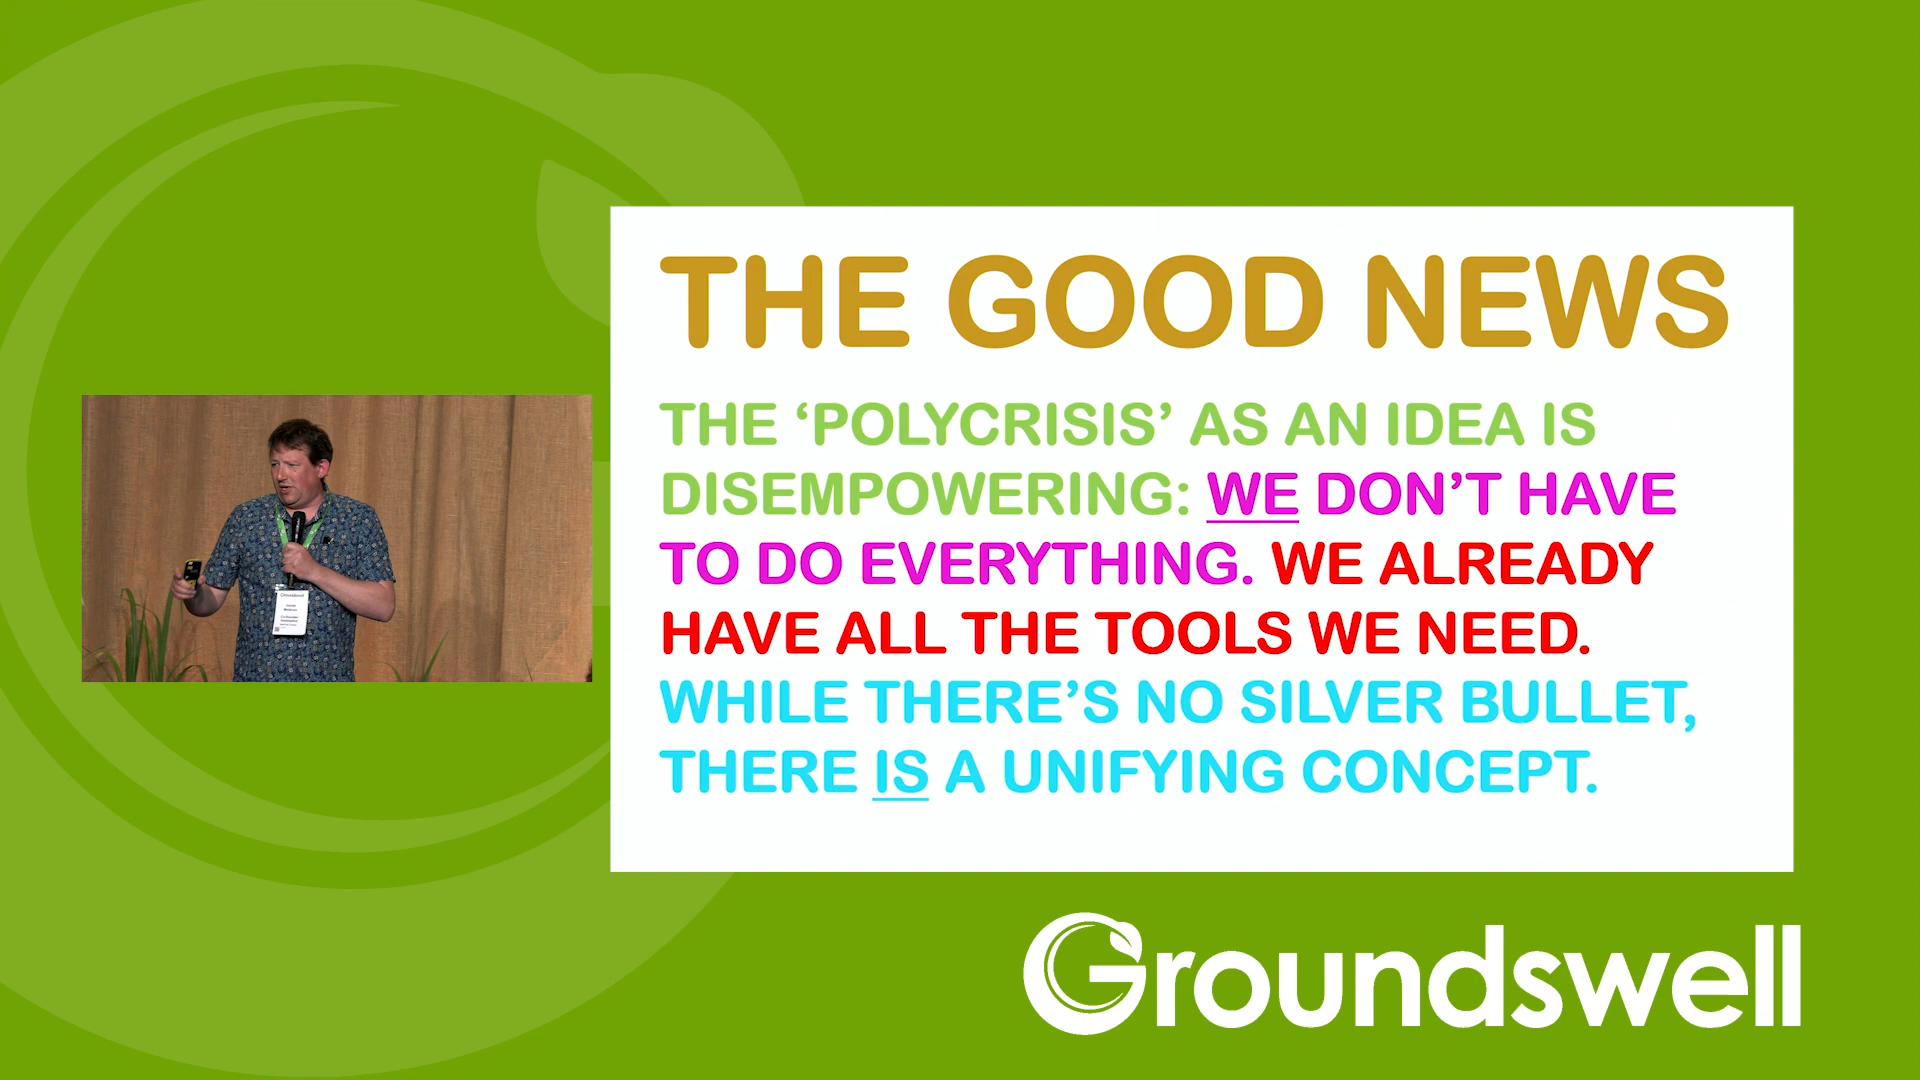 THE GOOD NEWS
THE ‘POLYCRISIS’ AS AN IDEA IS
DISEMPOWERING: WE DON’T HAVE
TO DO EVERYTHING. WE ALREADY
HAVE ALL THE TOOLS WE NEED.
WHILE THERE’S NO SILVER BULLET,
THERE IS A UNIFYING CONCEPT.
Groundswell